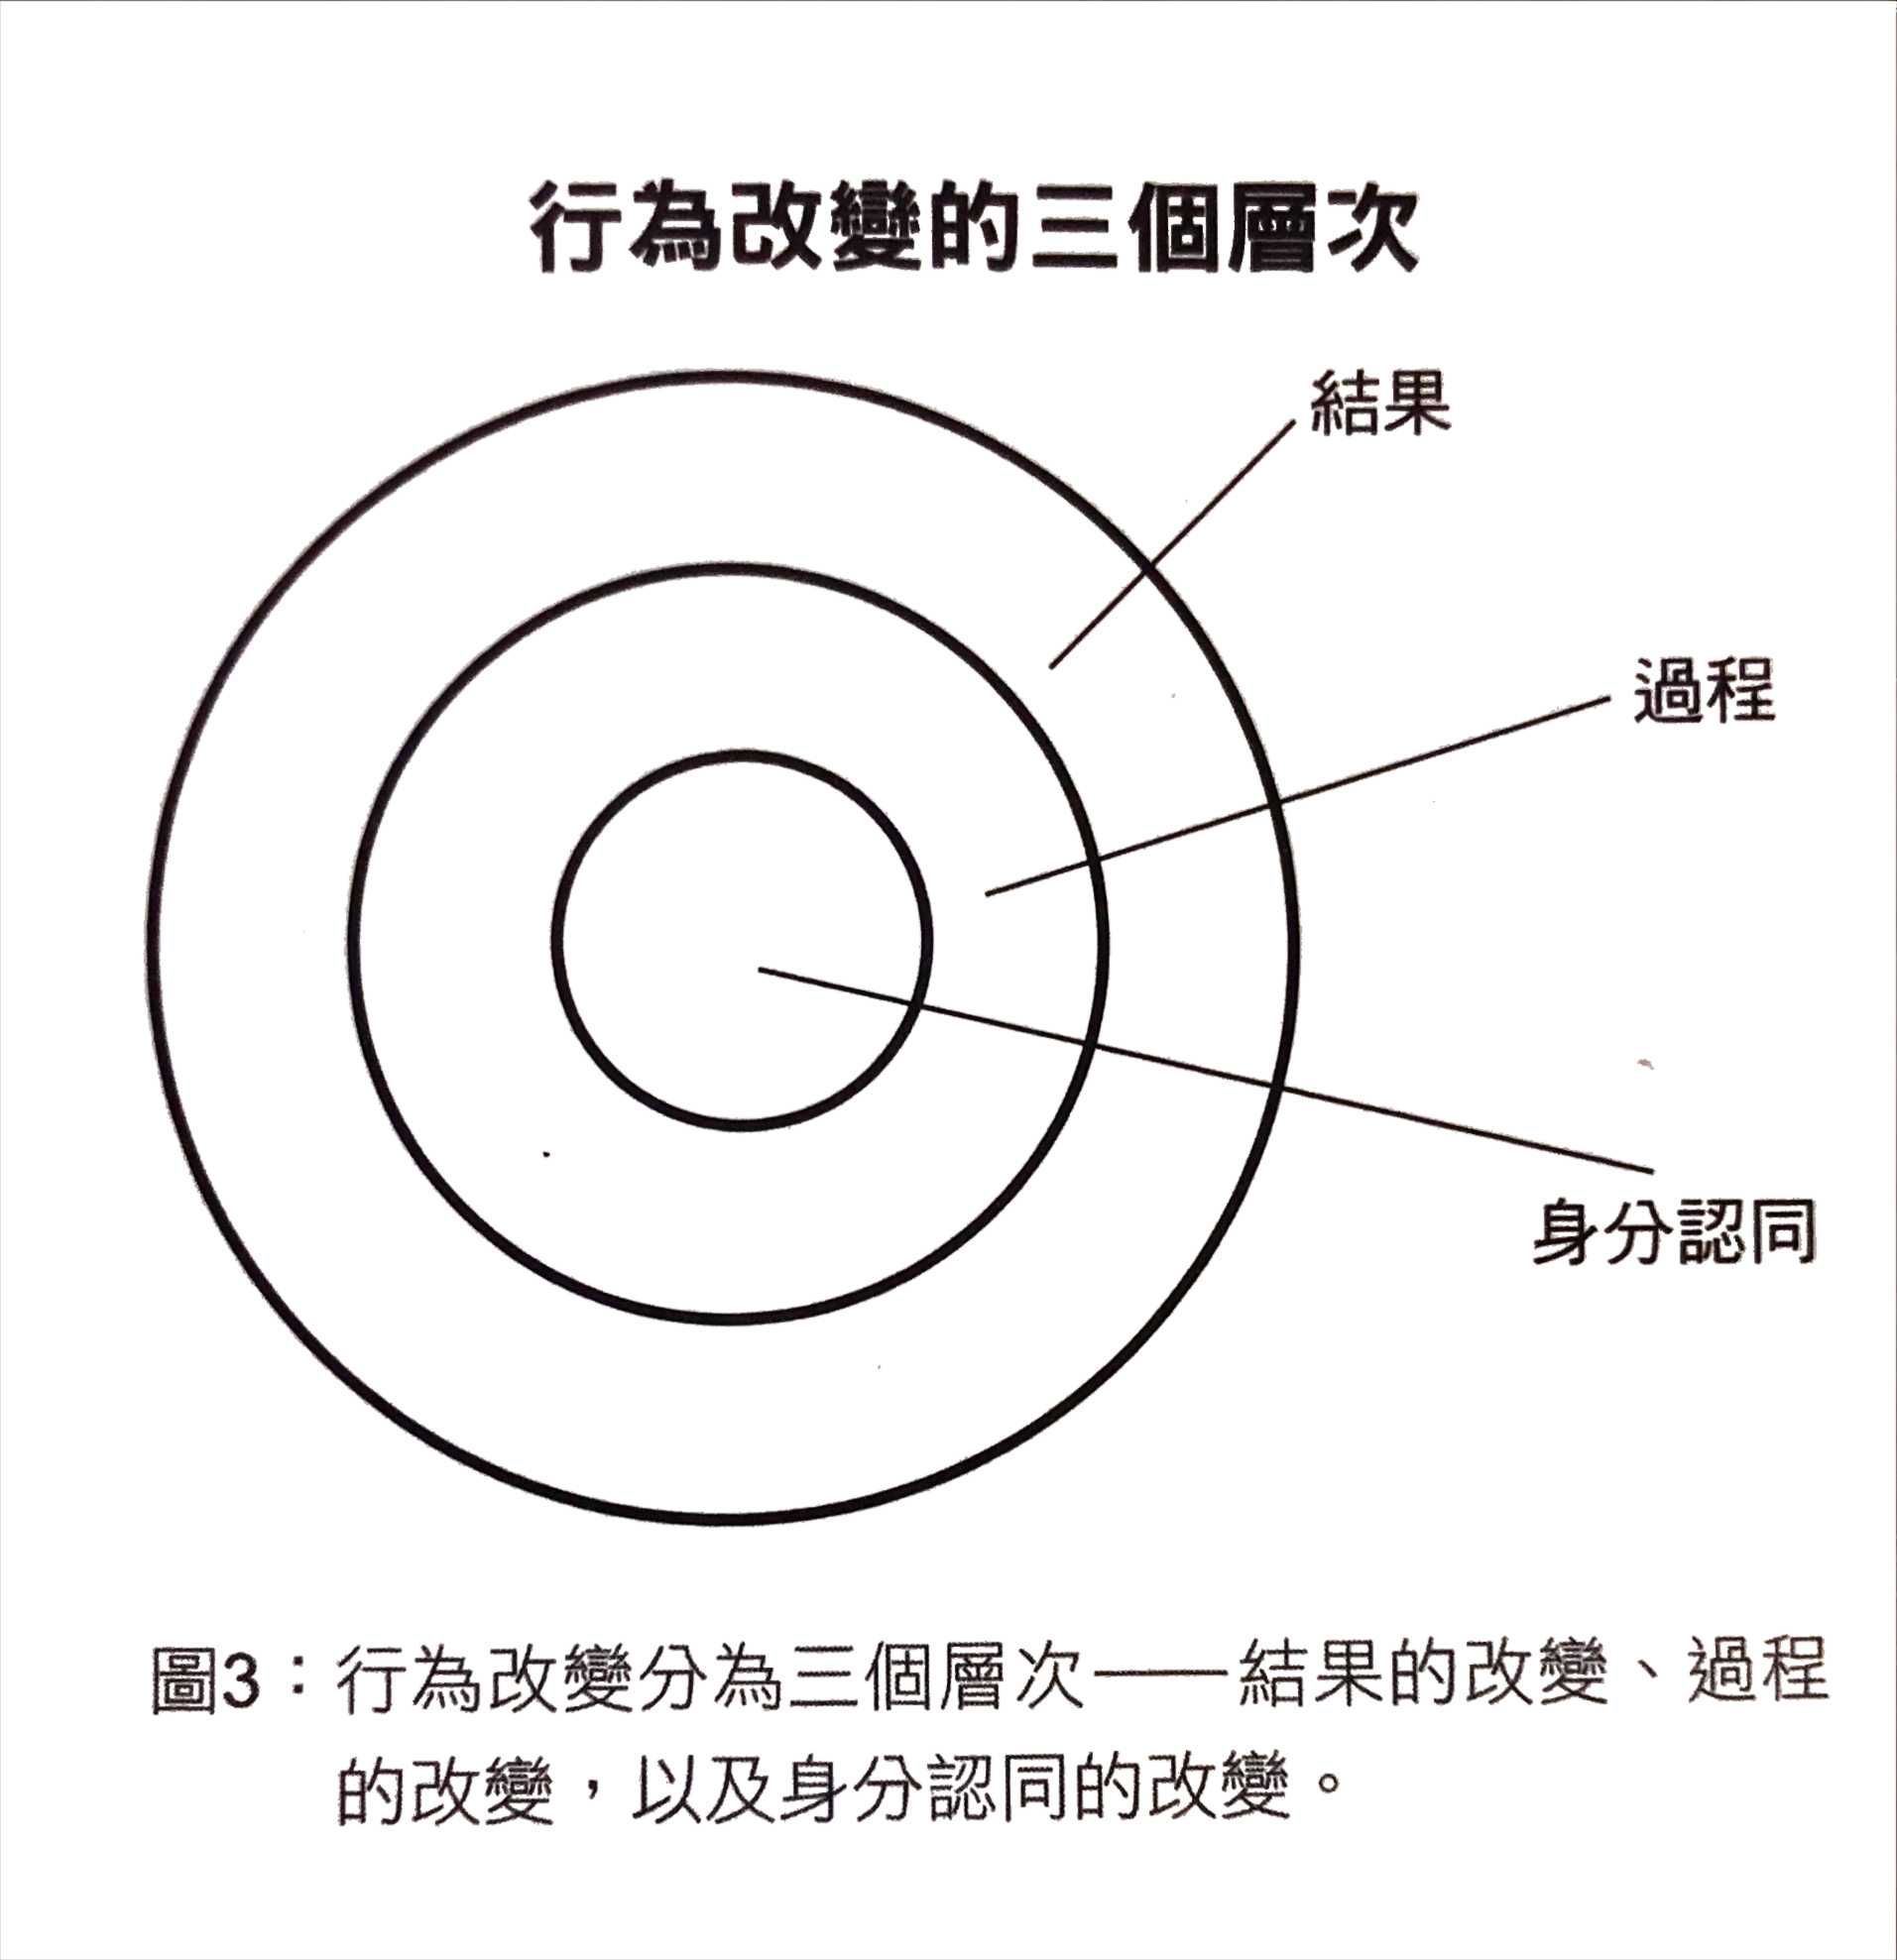 行為改變的三個層次
結果
過程
身分認同
圖3：行為改變分為三個層次——結果的改變、過程
的改變，以及身分認同的改變。